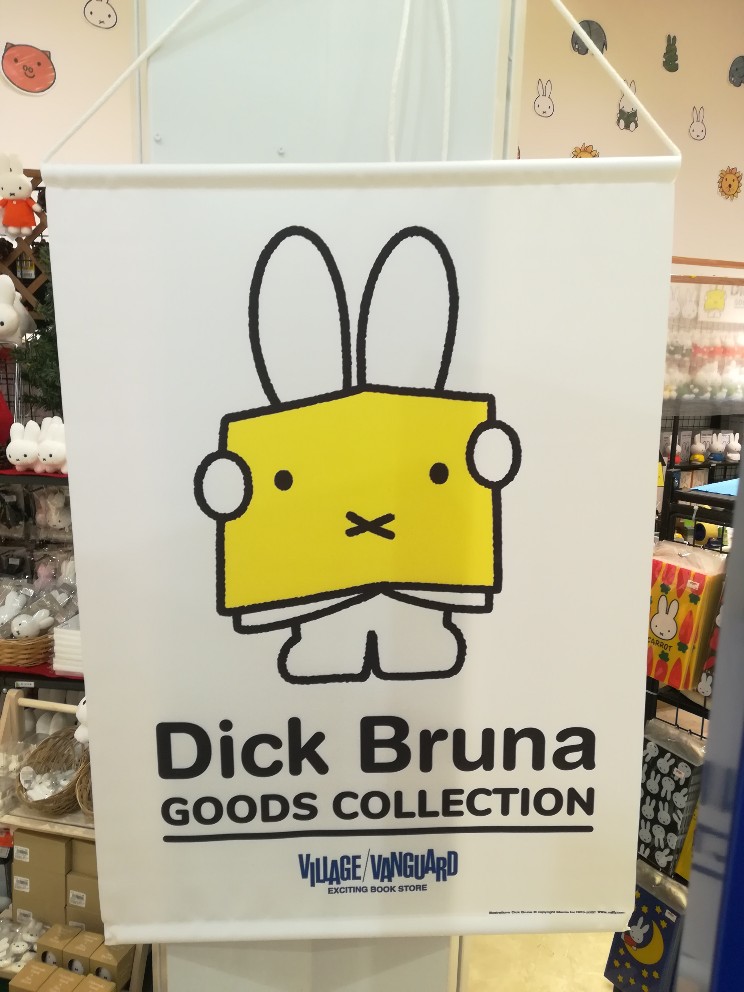 Dick Bruna
GOODS COLLECTION
VILLAGE/VANGUARD
EXCITING BOOK STORE
CARROT